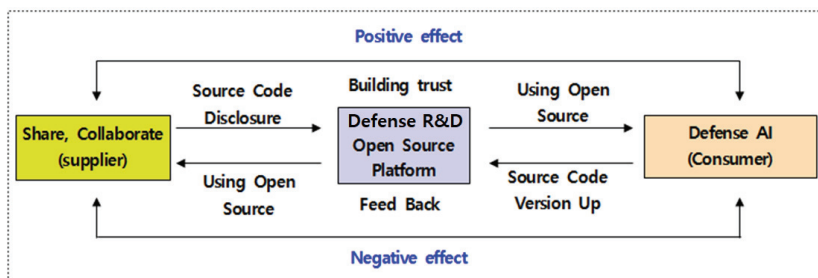 Positive effect
Source Code
Disclosure
Building trust
Using Open
Source
Share, Collaborate
(supplier)
Defense R&D
Open Source
Platform
Defense AI
(Consumer)
Using Open
Source
Feed Back
Source Code
Version Up
Negative effect